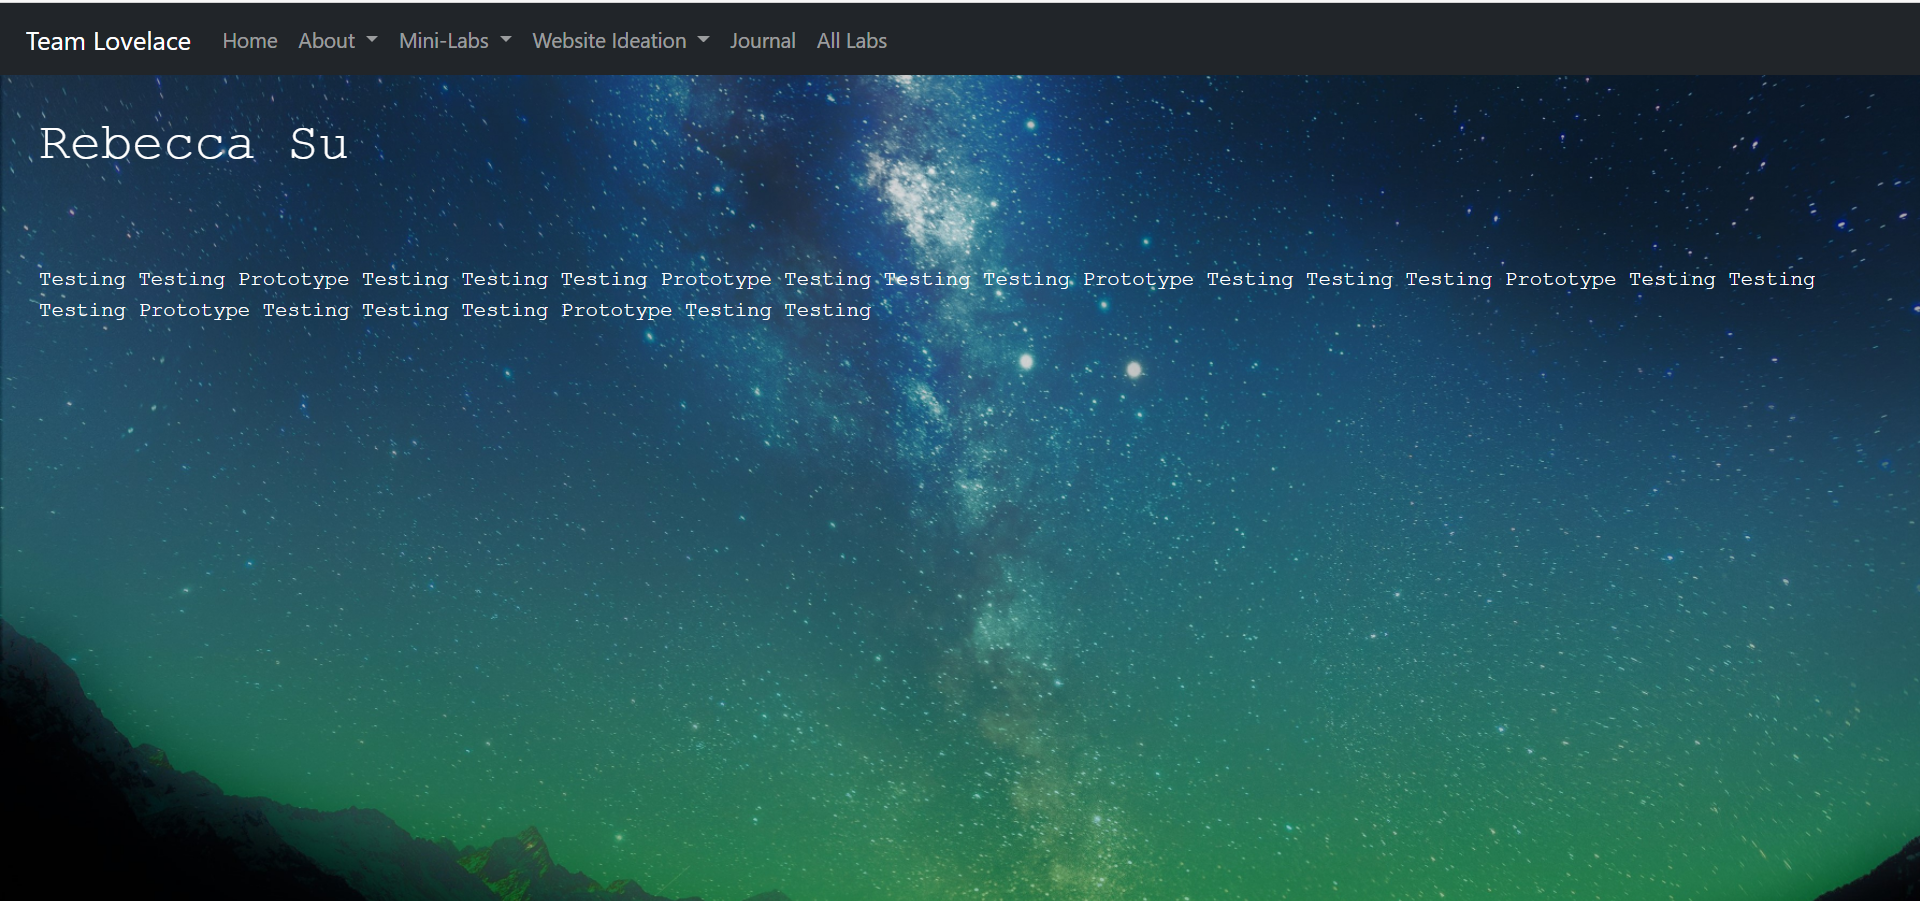 Team Lovelace Home About Mini-Labs Website Ideation Journal All Labs
Rebecca Su
Testing Testing Prototype Testing Testing Testing Prototype Testing Testing Testing Prototype Testing Testing Testing Prototype Testing Testing
Testing Prototype Testing Testing Testing Prototype Testing Testing